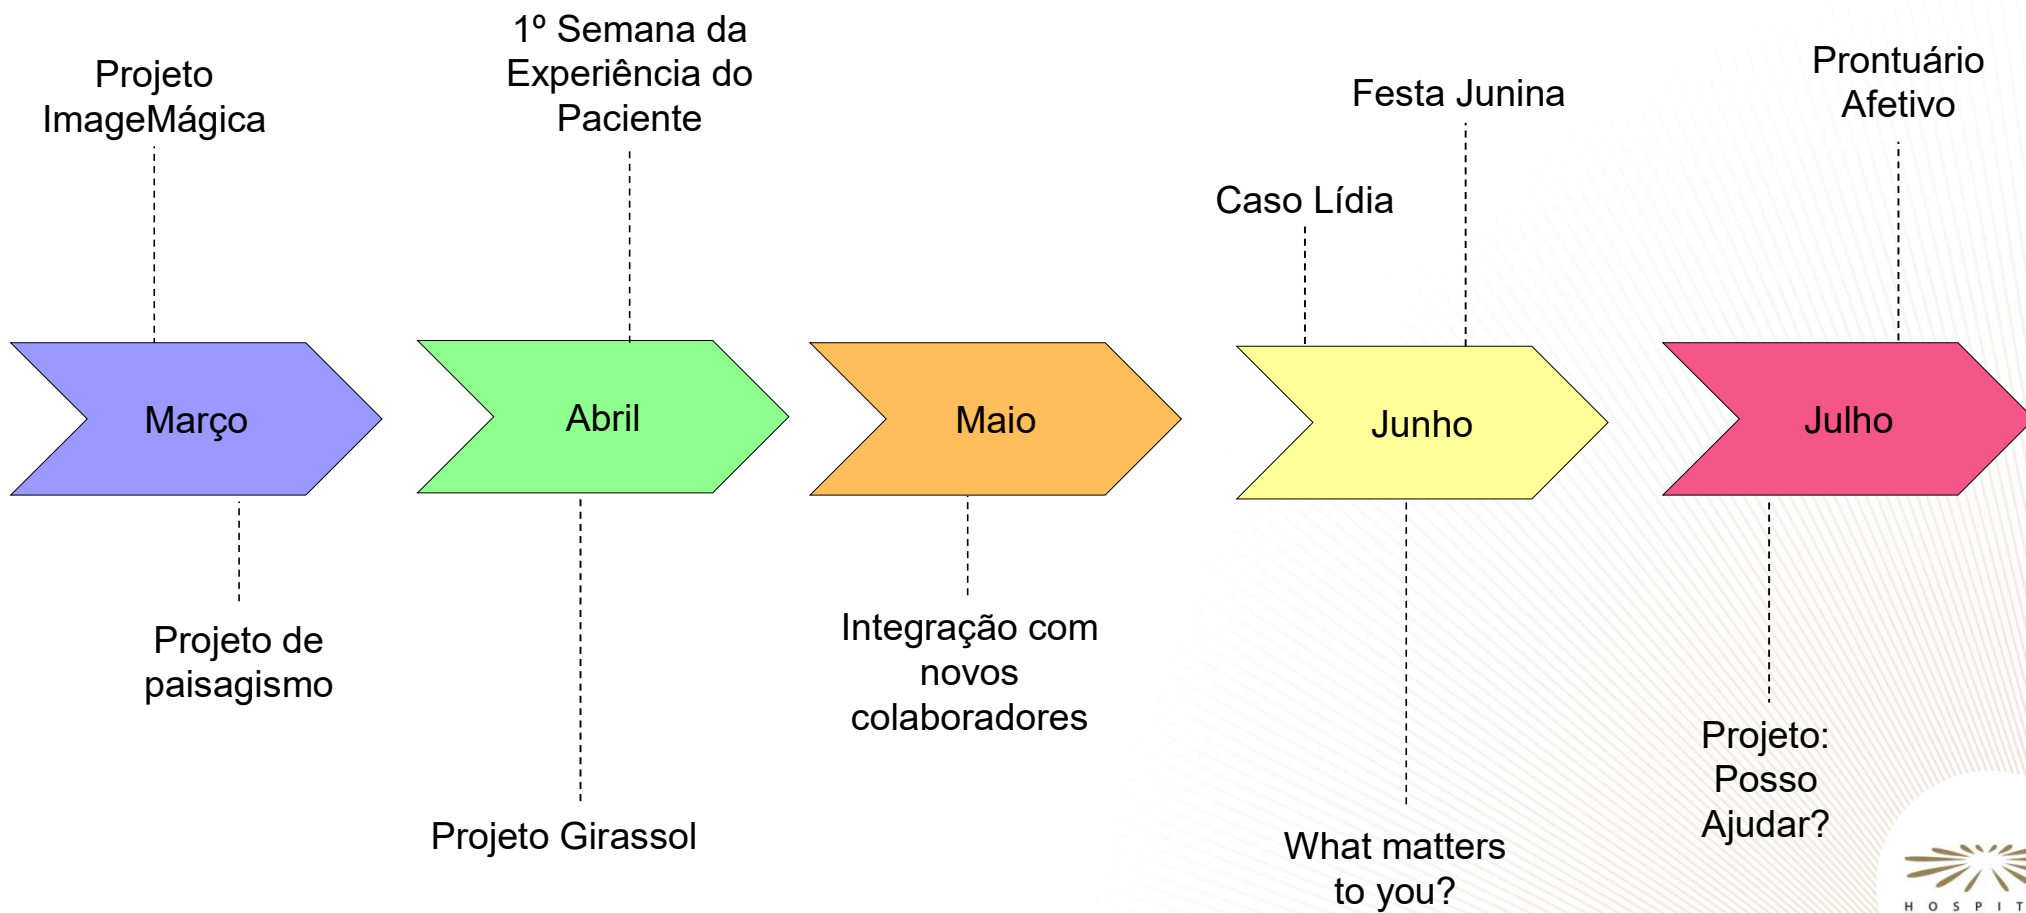 1º Semana da
Experiência do
Paciente
Projeto
ImageMágica
Festa Junina
Prontuário
Afetivo
Caso Lídia
Março
Abril
Maio
Junho
Julho
Projeto de
paisagismo
Projeto Girassol
Integração com
novos
colaboradores
What matters
to you?
Projeto:
Posso
Ajudar?
HOSPIT